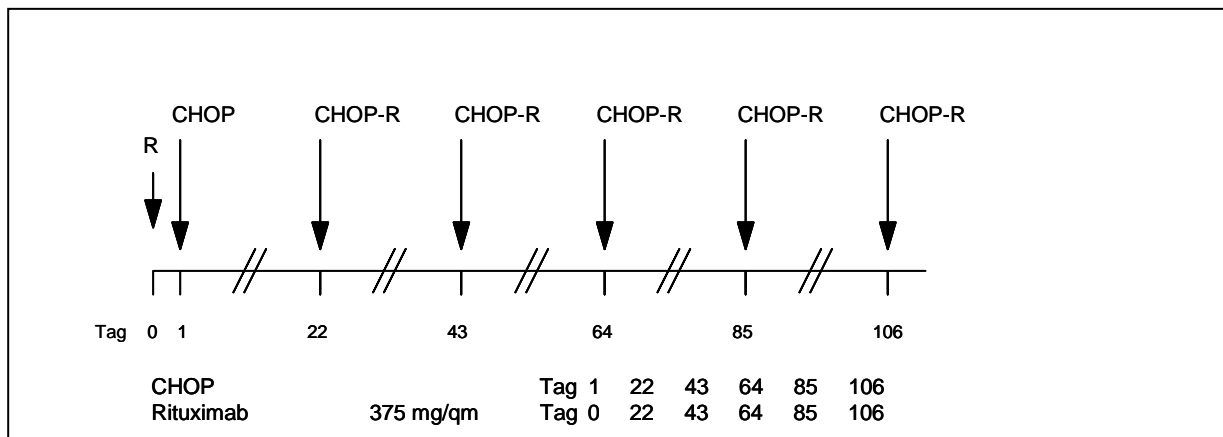 CHOP CHOP-R CHOP-R CHOP-R CHOP-R CHOP-R
R
Tag 0 1 22 43 64 85 106
CHOP Tag 1 22 43 64 85 106
Rituximab 375 mg/qm Tag 0 22 43 64 85 106